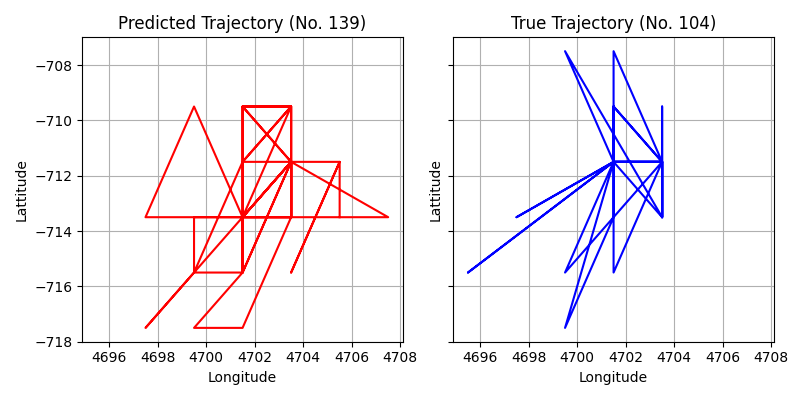 Predicted Trajectory (No. 139)
True Trajectory (No. 104)
Lattitude
−708
−710
−712
−714
−716
−718
4696 4698 4700 4702 4704 4706 4708
Longitude
Lattitude
4696 4698 4700 4702 4704 4706 4708
Longitude